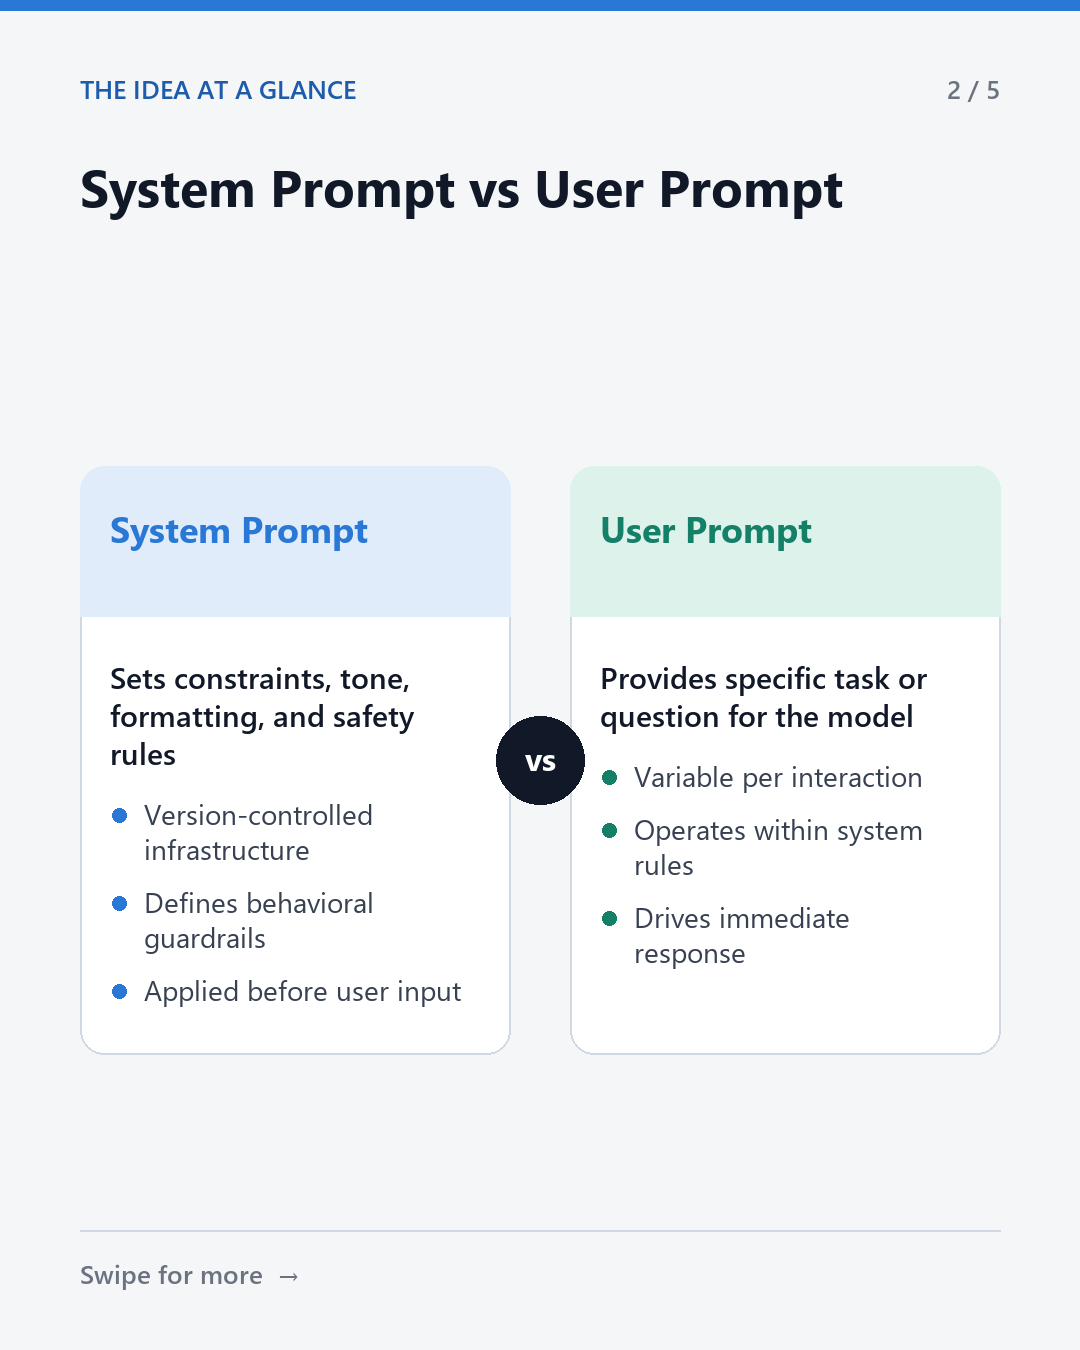 THE IDEA AT A GLANCE
2 / 5
System Prompt vs User Prompt
System Prompt
Sets constraints, tone,
formatting, and safety
rules
Version-controlled
infrastructure
Defines behavioral
guardrails
Applied before user input
vs
User Prompt
Provides specific task or
question for the model
Variable per interaction
Operates within system
rules
Drives immediate
response
Swipe for more →